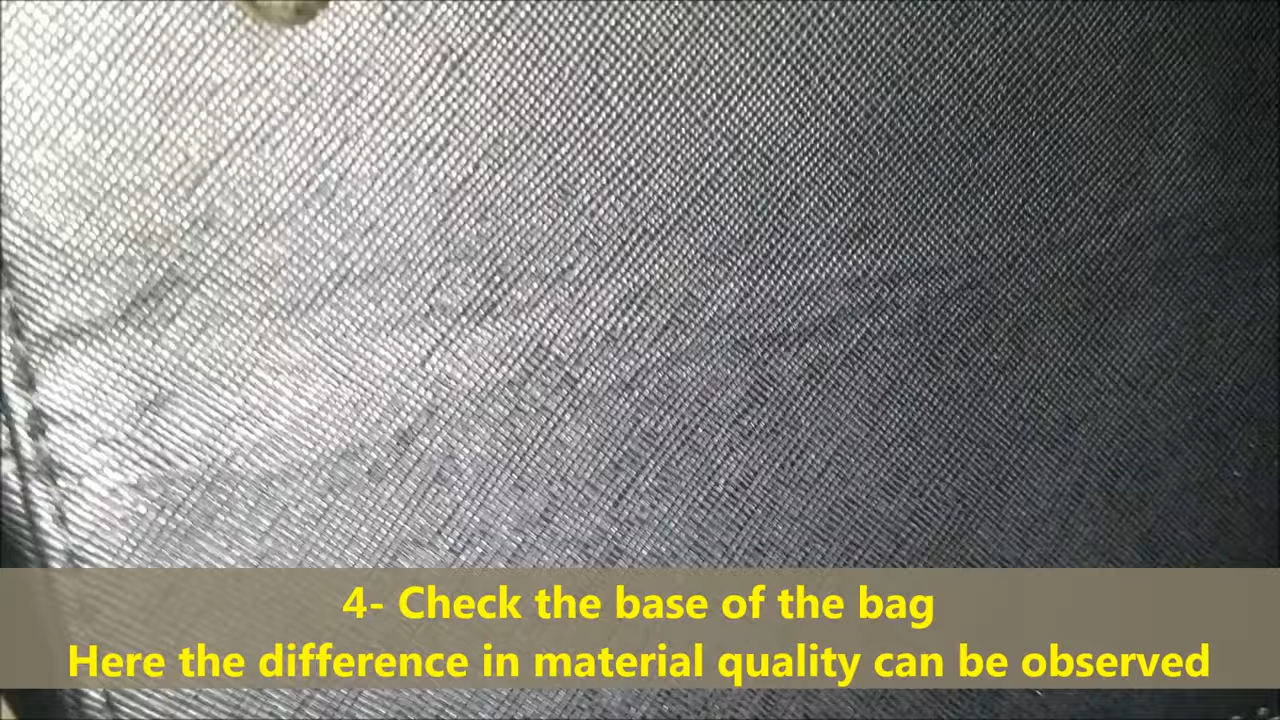 4- Check the base of the bag
Here the difference in material quality can be observed